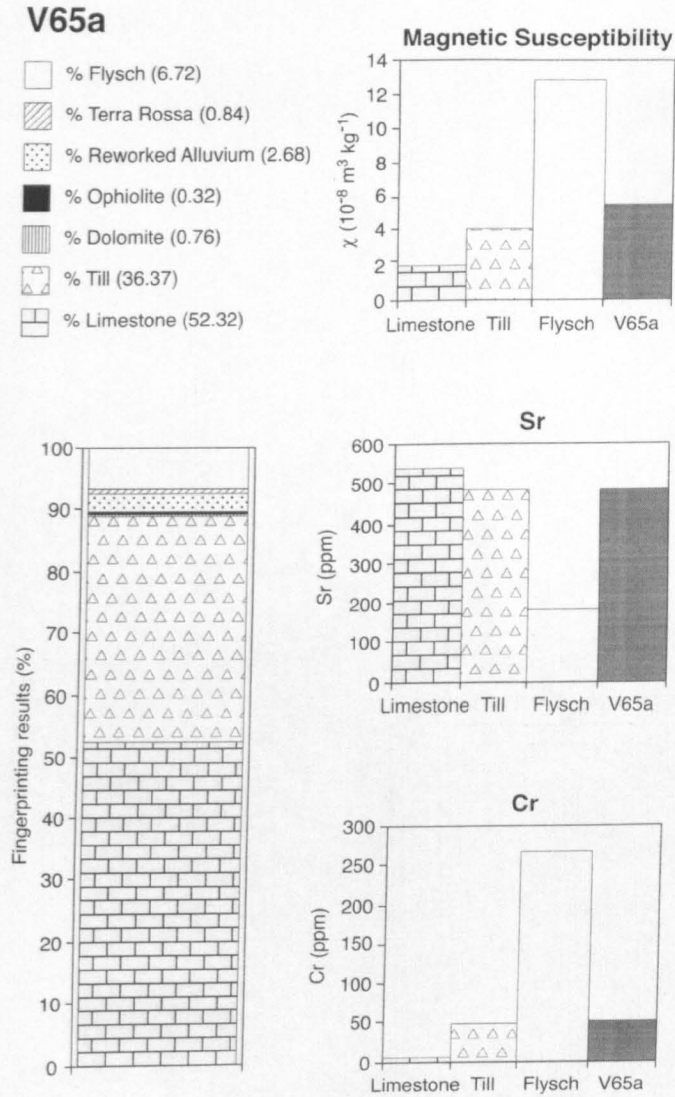 V65a
% Flysch (6.72)
% Terra Rossa (0.84)
% Reworked Alluvium (2.68)
% Ophiolite (0.32)
% Dolomite (0.76)
% Till (36.37)
% Limestone (52.32)
Magnetic Susceptibility
χ (10⁻⁸ m³ kg⁻¹)
14
12
10
8
6
4
2
0
Limestone Till Flysch V65a
Fingerprinting results (%)
100
90
80
70
60
50
40
30
20
10
0
Sr
Sr (ppm)
600
500
400
300
200
100
0
Limestone Till Flysch V65a
Cr
Cr (ppm)
300
250
200
150
100
50
0
Limestone Till Flysch V65a